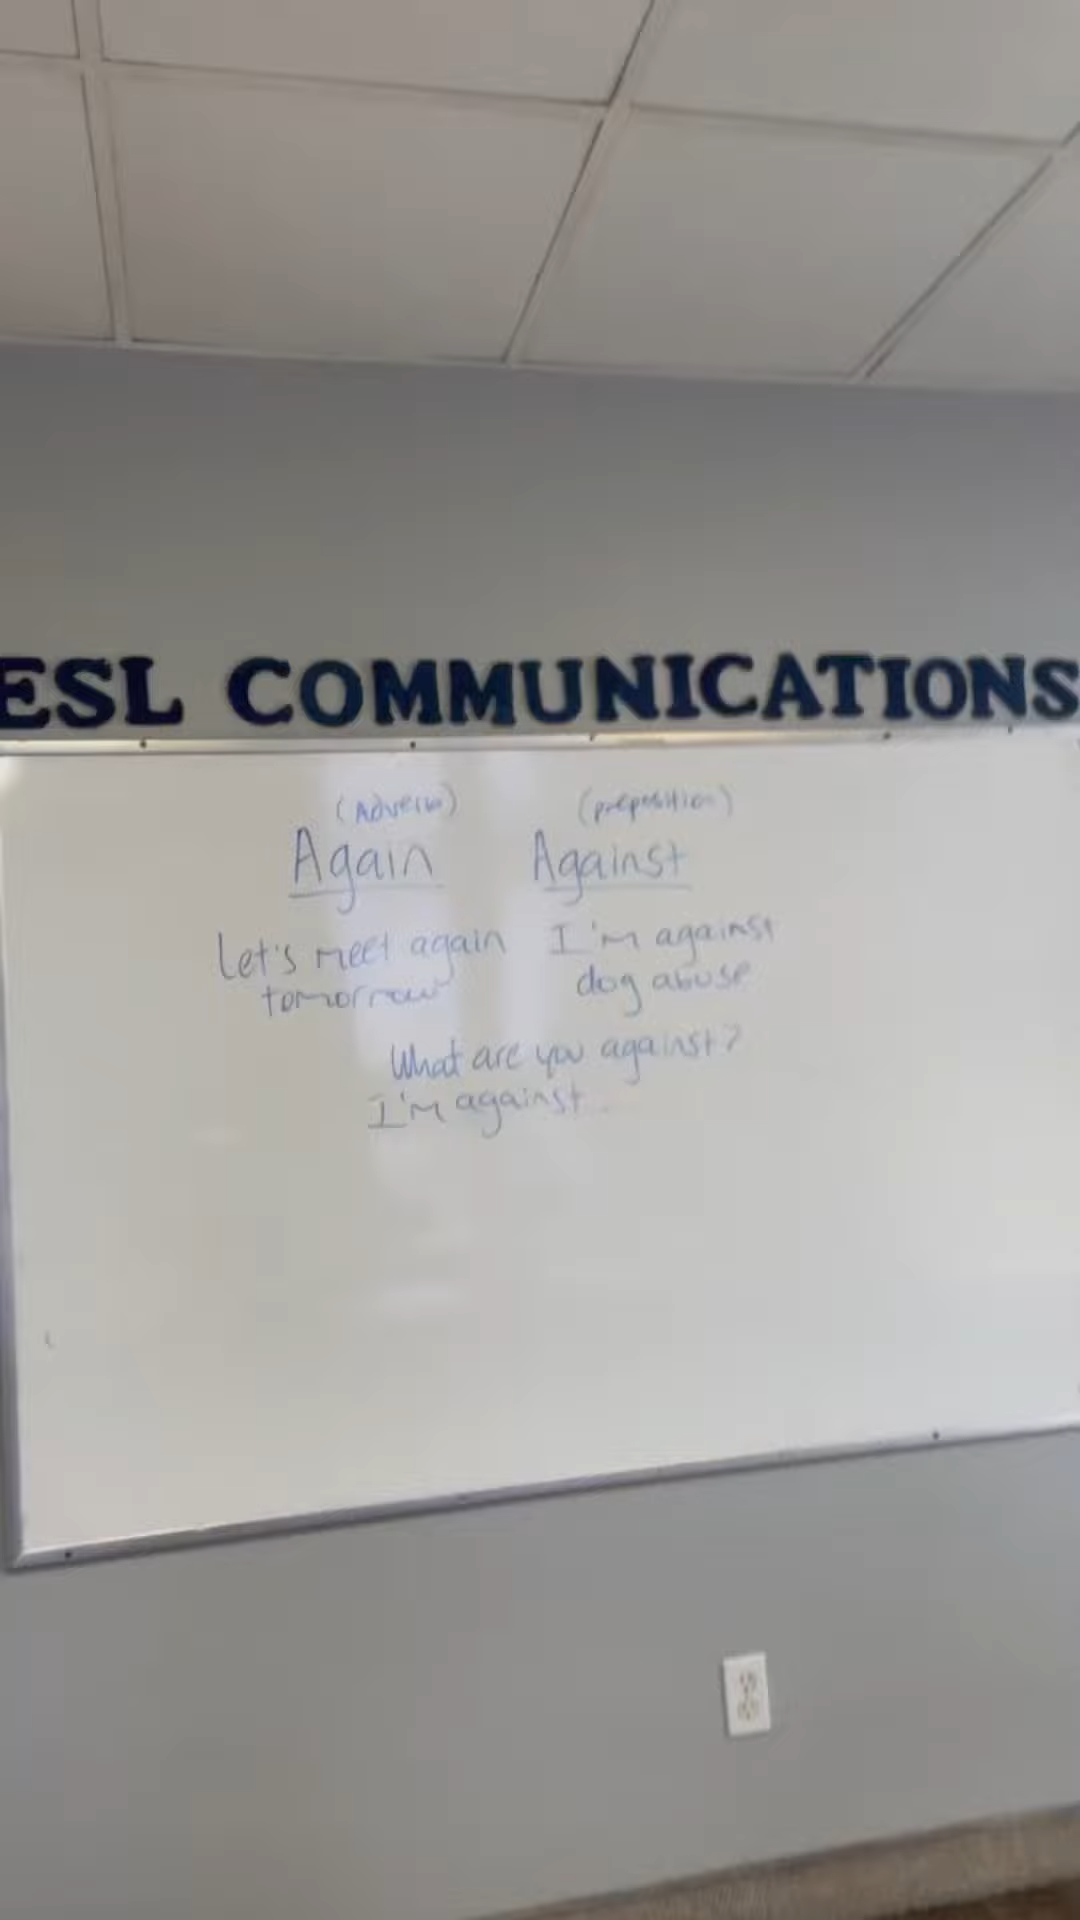 ESL COMMUNICATIONS
(Adverb) (preposition)
Again Against
Let's meet again
tomorrow
I'm against
dog abuse
What are you against?
I'm against...